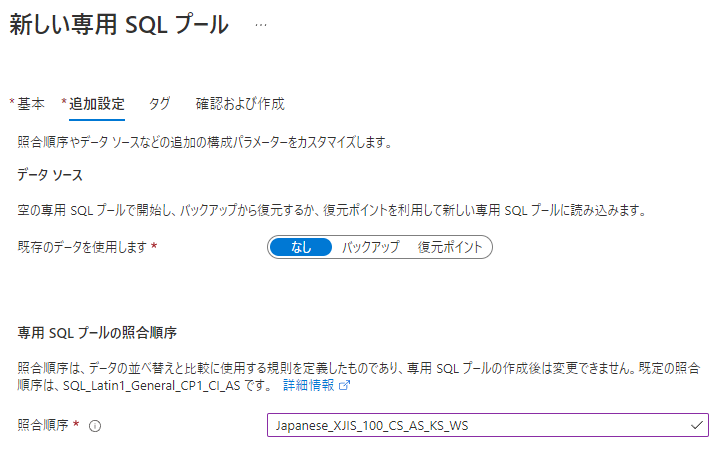 新しい専用 SQL プール ...
* 基本 * 追加設定 タグ 確認および作成
照合順序やデータ ソースなどの追加の構成パラメーターをカスタマイズします。
データ ソース
空の専用 SQL プールで開始し、バックアップから復元するか、復元ポイントを利用して新しい専用 SQL プールに読み込みます。
既存のデータを使用します * なし バックアップ 復元ポイント
専用 SQL プールの照合順序
照合順序は、データの並べ替えと比較に使用する規則を定義したものであり、専用 SQL プールの作成後は変更できません。既定の照合
順序は、SQL_Latin1_General_CP1_CI_AS です。 詳細情報
照合順序 * Japanese_XJIS_100_CS_AS_KS_WS